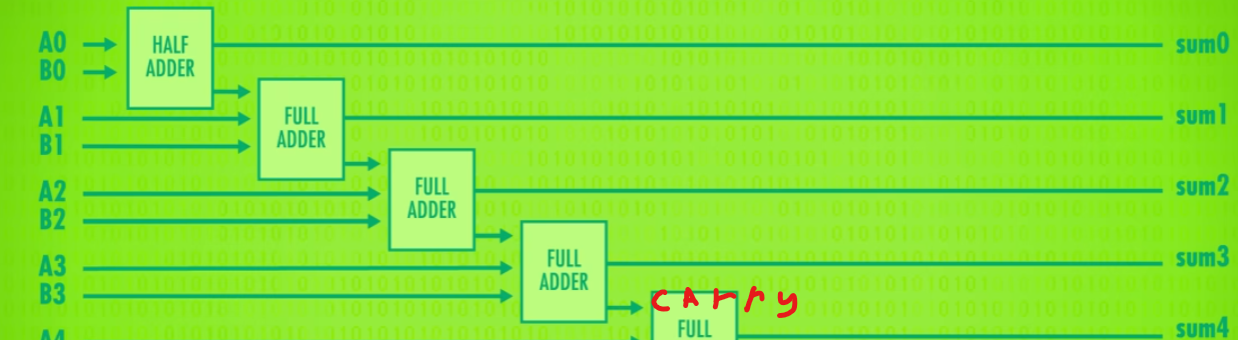 A0
B0
HALF
ADDER
sum0
A1
B1
FULL
ADDER
sum1
A2
B2
FULL
ADDER
sum2
A3
B3
FULL
ADDER
sum3
CArry
FULL
sum4
A4